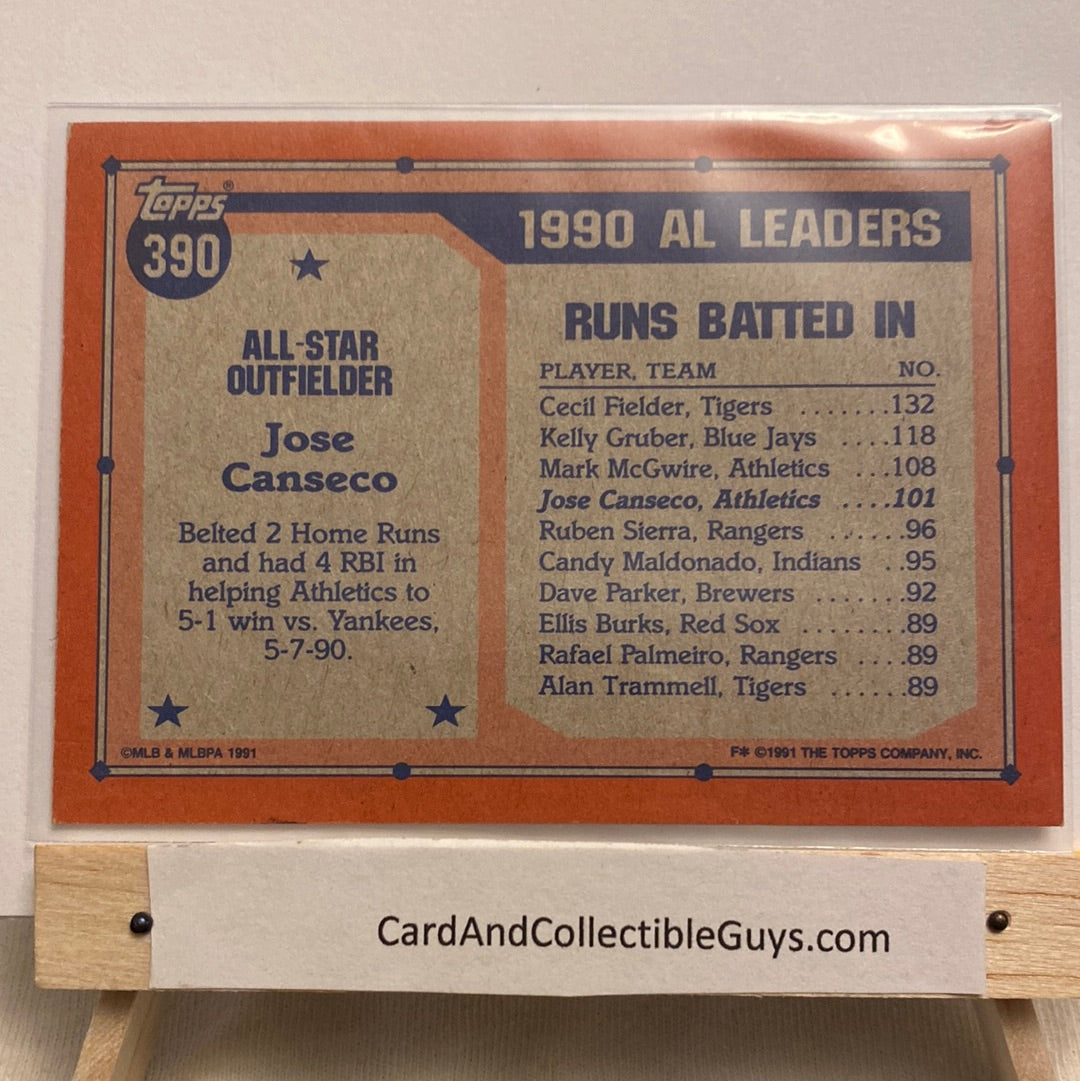 topps®
390
ALL-STAR
OUTFIELDER
Jose
Canseco
Belted 2 Home Runs
and had 4 RBI in
helping Athletics to
5-1 win vs. Yankees,
5-7-90.
©MLB & MLBPA 1991
1990 AL LEADERS
RUNS BATTED IN
PLAYER, TEAM NO.
Cecil Fielder, Tigers .......132
Kelly Gruber, Blue Jays ....118
Mark McGwire, Athletics ...108
Jose Canseco, Athletics ....101
Ruben Sierra, Rangers ......96
Candy Maldonado, Indians ..95
Dave Parker, Brewers .......92
Ellis Burks, Red Sox ........89
Rafael Palmeiro, Rangers ....89
Alan Trammell, Tigers ......89
F* ©1991 THE TOPPS COMPANY, INC.
CardAndCollectibleGuys.com